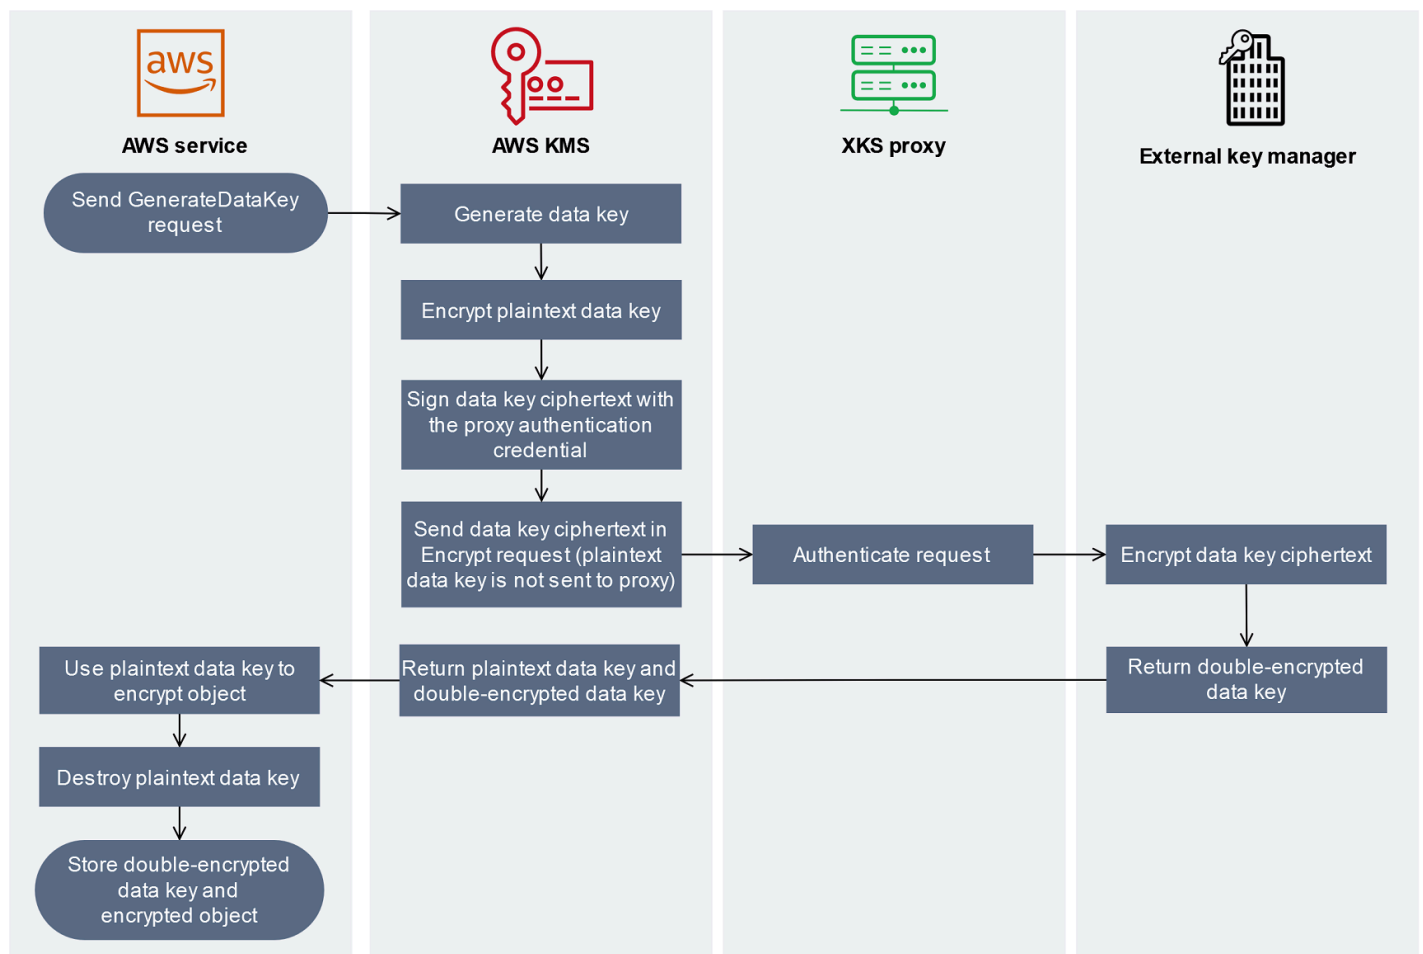 aws
AWS service
AWS KMS
XKS proxy
External key manager
Send GenerateDataKey
request
Generate data key
Encrypt plaintext data key
Sign data key ciphertext with
the proxy authentication
credential
Send data key ciphertext in
Encrypt request (plaintext
data key is not sent to proxy)
Authenticate request
Encrypt data key ciphertext
Return double-encrypted
data key
Return plaintext data key and
double-encrypted data key
Use plaintext data key to
encrypt object
Destroy plaintext data key
Store double-encrypted
data key and
encrypted object